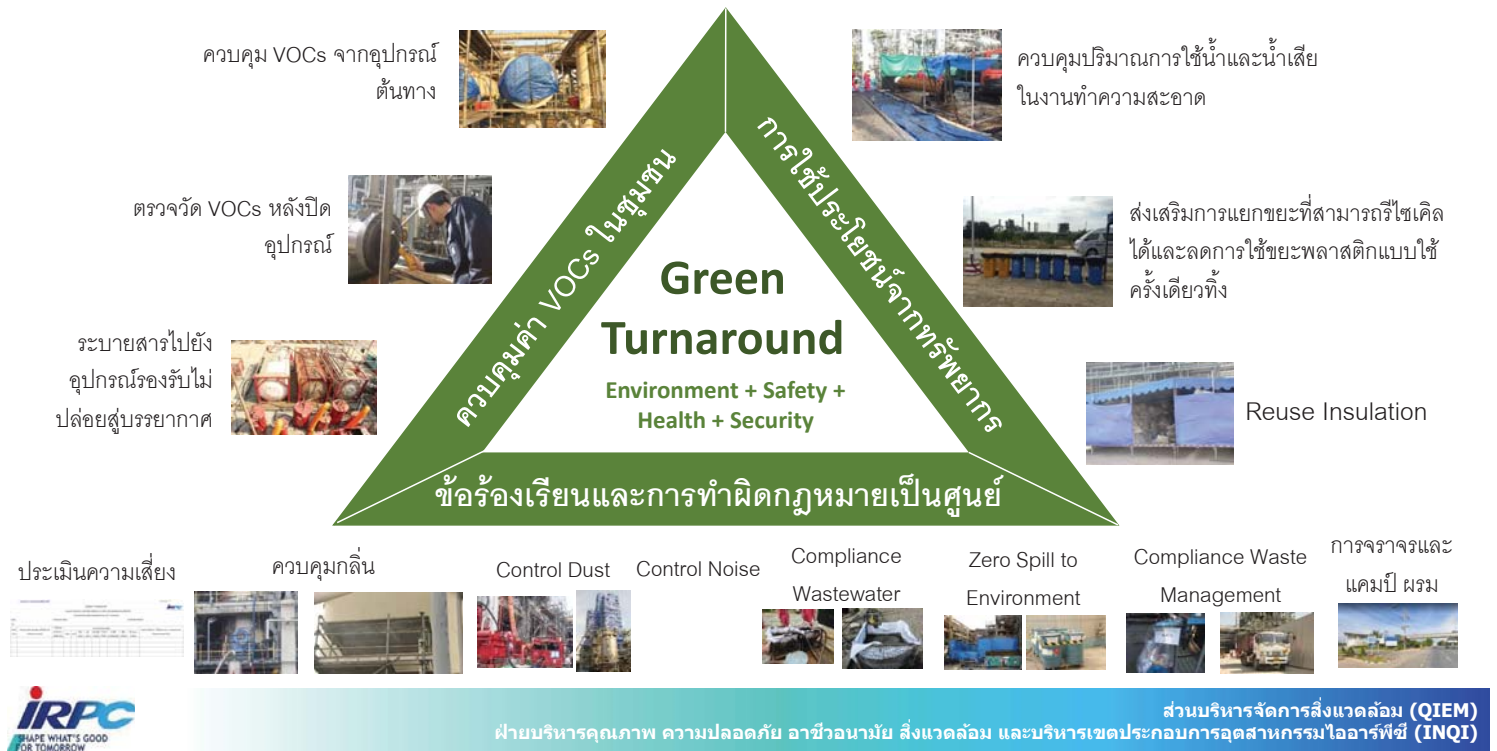 ควบคุม VOCs จากอุปกรณ์
ต้นทาง
ตรวจวัด VOCs หลังปิด
อุปกรณ์
ระบายสารไปยัง
อุปกรณ์รองรับไม่
ปล่อยสู่บรรยากาศ
ควบคุมค่า VOCs ในชุมชน
การใช้ประโยชน์จากทรัพยากร
Green
Turnaround
Environment + Safety +
Health + Security
ข้อร้องเรียนและการทำผิดกฎหมายเป็นศูนย์
ควบคุมปริมาณการใช้น้ำและน้ำเสีย
ในงานทำความสะอาด
ส่งเสริมการแยกขยะที่สามารถรีไซเคิล
ได้และลดการใช้ขยะพลาสติกแบบใช้
ครั้งเดียวทิ้ง
Reuse Insulation
ประเมินความเสี่ยง
ควบคุมกลิ่น
Control Dust
Control Noise
Compliance
Wastewater
Zero Spill to
Environment
Compliance Waste
Management
การจราจรและ
แคมป์ ผรม
IRPC
SHAPE WHAT'S GOOD
FOR TOMORROW
ส่วนบริหารจัดการสิ่งแวดล้อม (QIEM)
ฝ่ายบริหารคุณภาพ ความปลอดภัย อาชีวอนามัย สิ่งแวดล้อม และบริหารเขตประกอบการอุตสาหกรรมไออาร์พีซี (INQI)